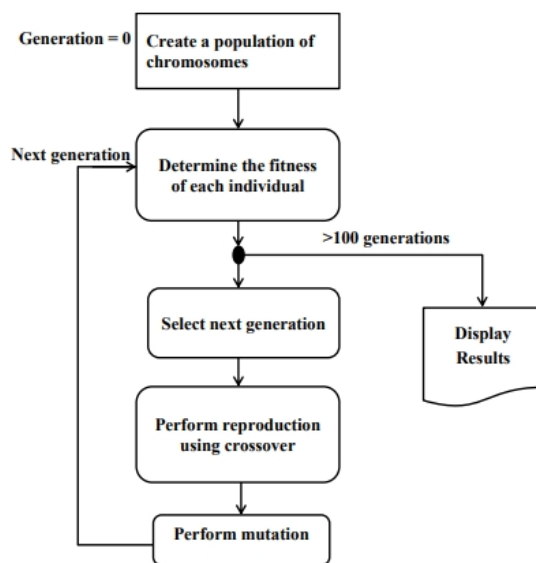 Generation = 0
Create a population of
chromosomes
Next generation
Determine the fitness
of each individual
>100 generations
Select next generation
Display
Results
Perform reproduction
using crossover
Perform mutation